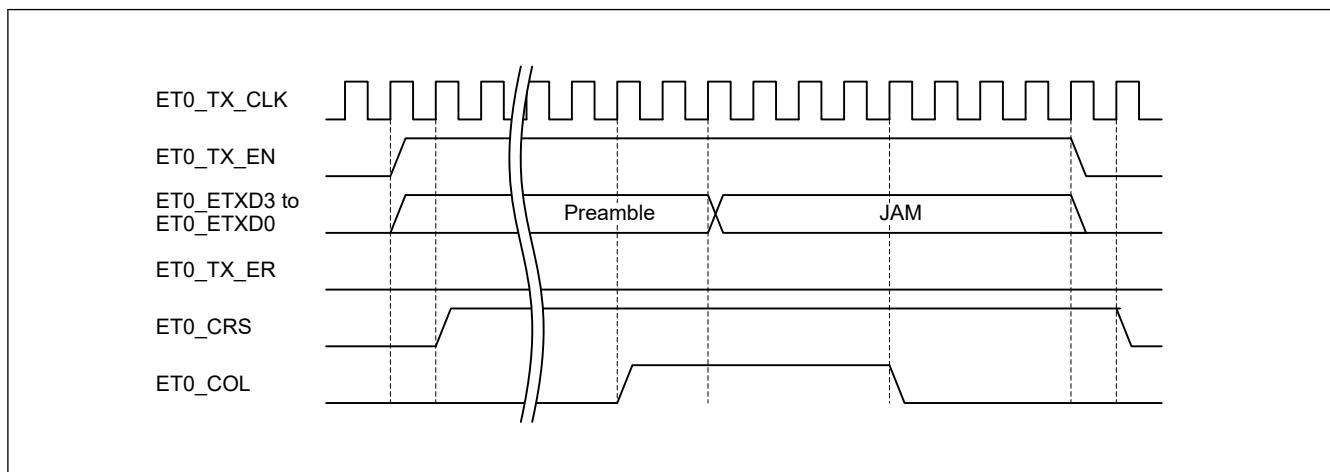 ET0_TX_CLK
ET0_TX_EN
ET0_ETXD3 to
ET0_ETXD0
Preamble
JAM
ET0_TX_ER
ET0_CRS
ET0_COL